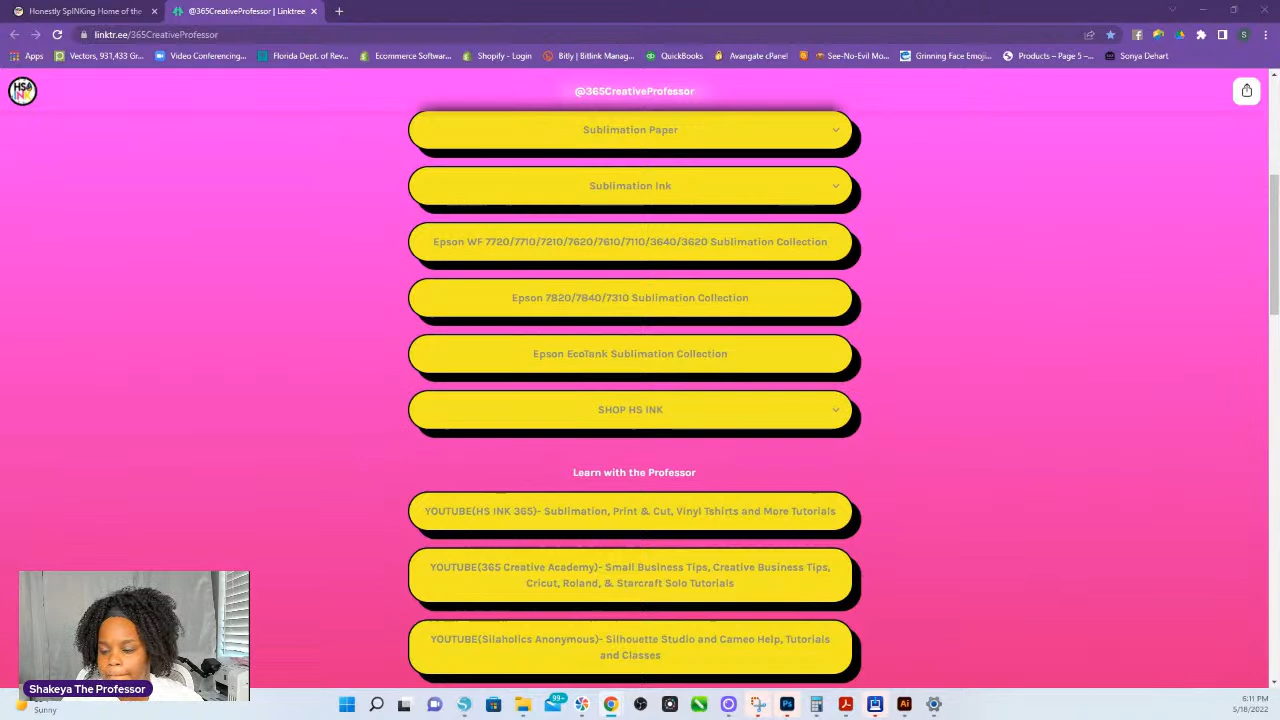 Honestly SpINKing Home of the
@365CreativeProfessor | Linktree
linktr.ee/365CreativeProfessor
Apps
Vectors, 931,433 Gr...
Video Conferencing...
Florida Dept. of Rev...
Ecommerce Softwar...
Shopify - Login
Bitly | Bitlink Manag...
QuickBooks
Avangate cPanel
See-No-Evil Mo...
Grinning Face Emoji...
Products – Page 5 –...
Sonya Dehart
HS
INK
@365CreativeProfessor
Sublimation Paper
Sublimation Ink
Epson WF 7720/7710/7210/7620/7610/7110/3640/3620 Sublimation Collection
Epson 7820/7840/7310 Sublimation Collection
Epson EcoTank Sublimation Collection
SHOP HS INK
Learn with the Professor
YOUTUBE(HS INK 365)- Sublimation, Print & Cut, Vinyl Tshirts and More Tutorials
YOUTUBE(365 Creative Academy)- Small Business Tips, Creative Business Tips,
Cricut, Roland, & Starcraft Solo Tutorials
YOUTUBE(Silaholics Anonymous)- Silhouette Studio and Cameo Help, Tutorials
and Classes
Shakeya The Professor
Sunny
99+
Ps
Ai
6:11 PM
5/18/2022